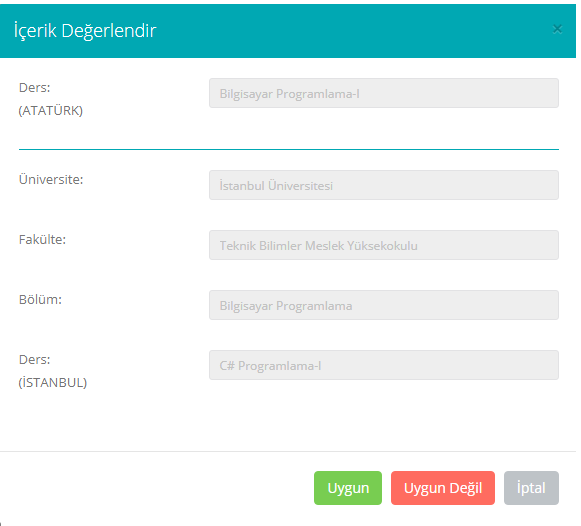 İçerik Değerlendir ×
Ders: Bilgisayar Programlama-I
(ATATÜRK)
Üniversite: İstanbul Üniversitesi
Fakülte: Teknik Bilimler Meslek Yüksekokulu
Bölüm: Bilgisayar Programlama
Ders: C# Programlama-I
(İSTANBUL)
Uygun Uygun Değil İptal